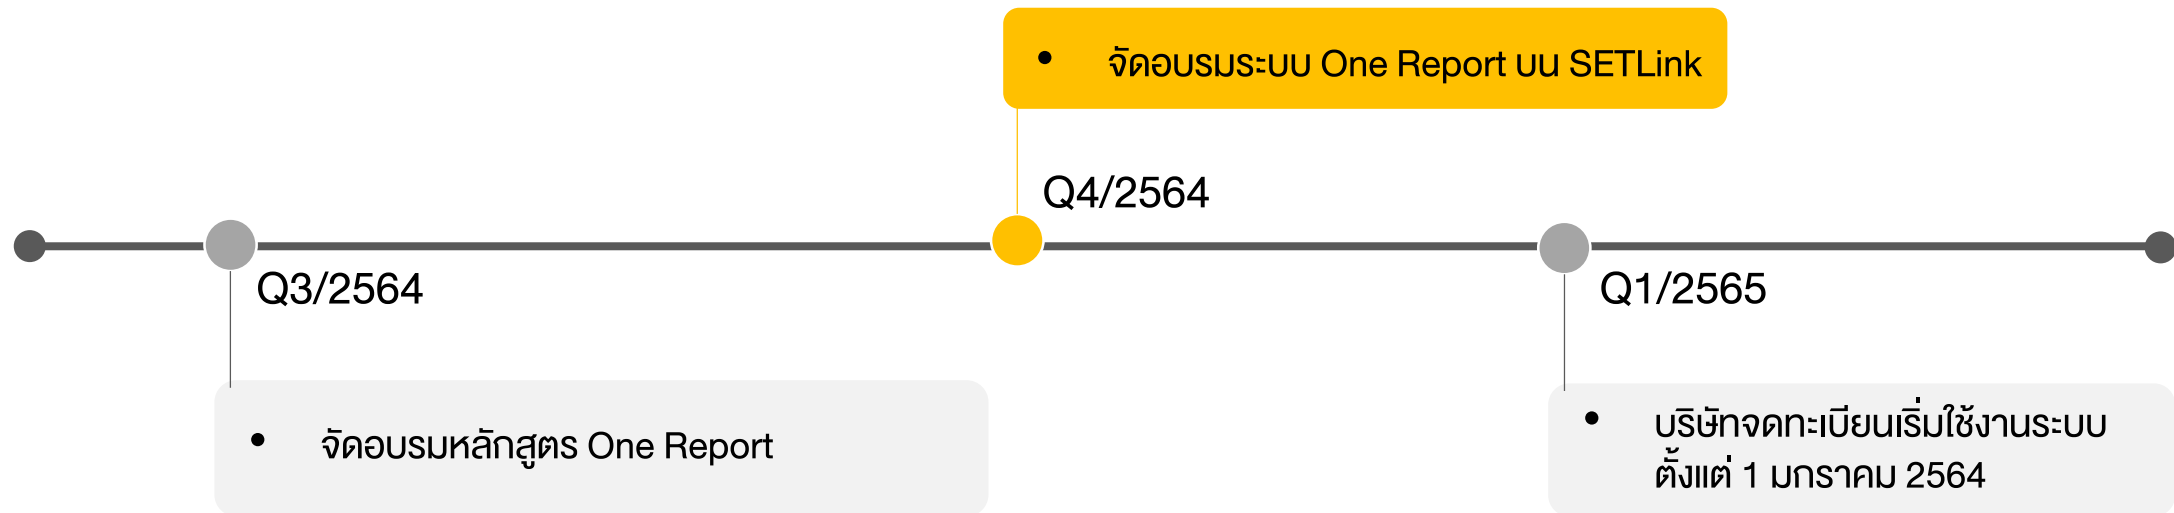 • จัดอบรมระบบ One Report บน SETLink
Q4/2564
Q3/2564
Q1/2565
• จัดอบรมหลักสูตร One Report
• บริษัทจดทะเบียนเริ่มใช้งานระบบ
ตั้งแต่ 1 มกราคม 2564